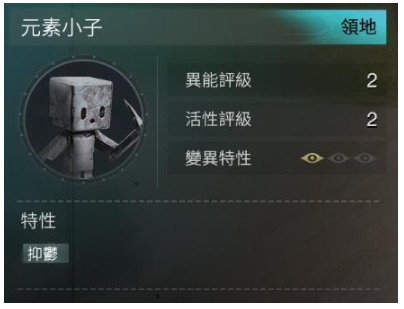 元素小子 領地
異能評級 2
活性評級 2
變異特性
特性
抑鬱